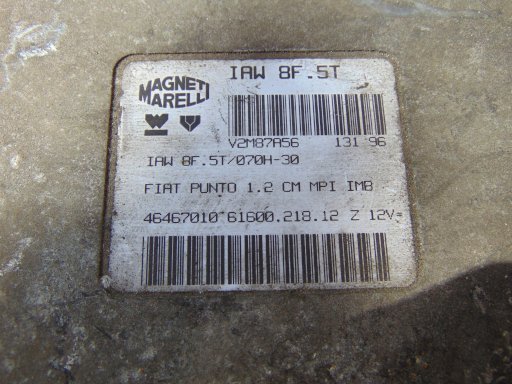 IAW 8F.5T
MAGNETI
MARELLI
V2M87A56 131 96
IAW 8F.5T/070H-30
FIAT PUNTO 1.2 CM MPI IMB
46467010*61600.218.12 Z 12V=